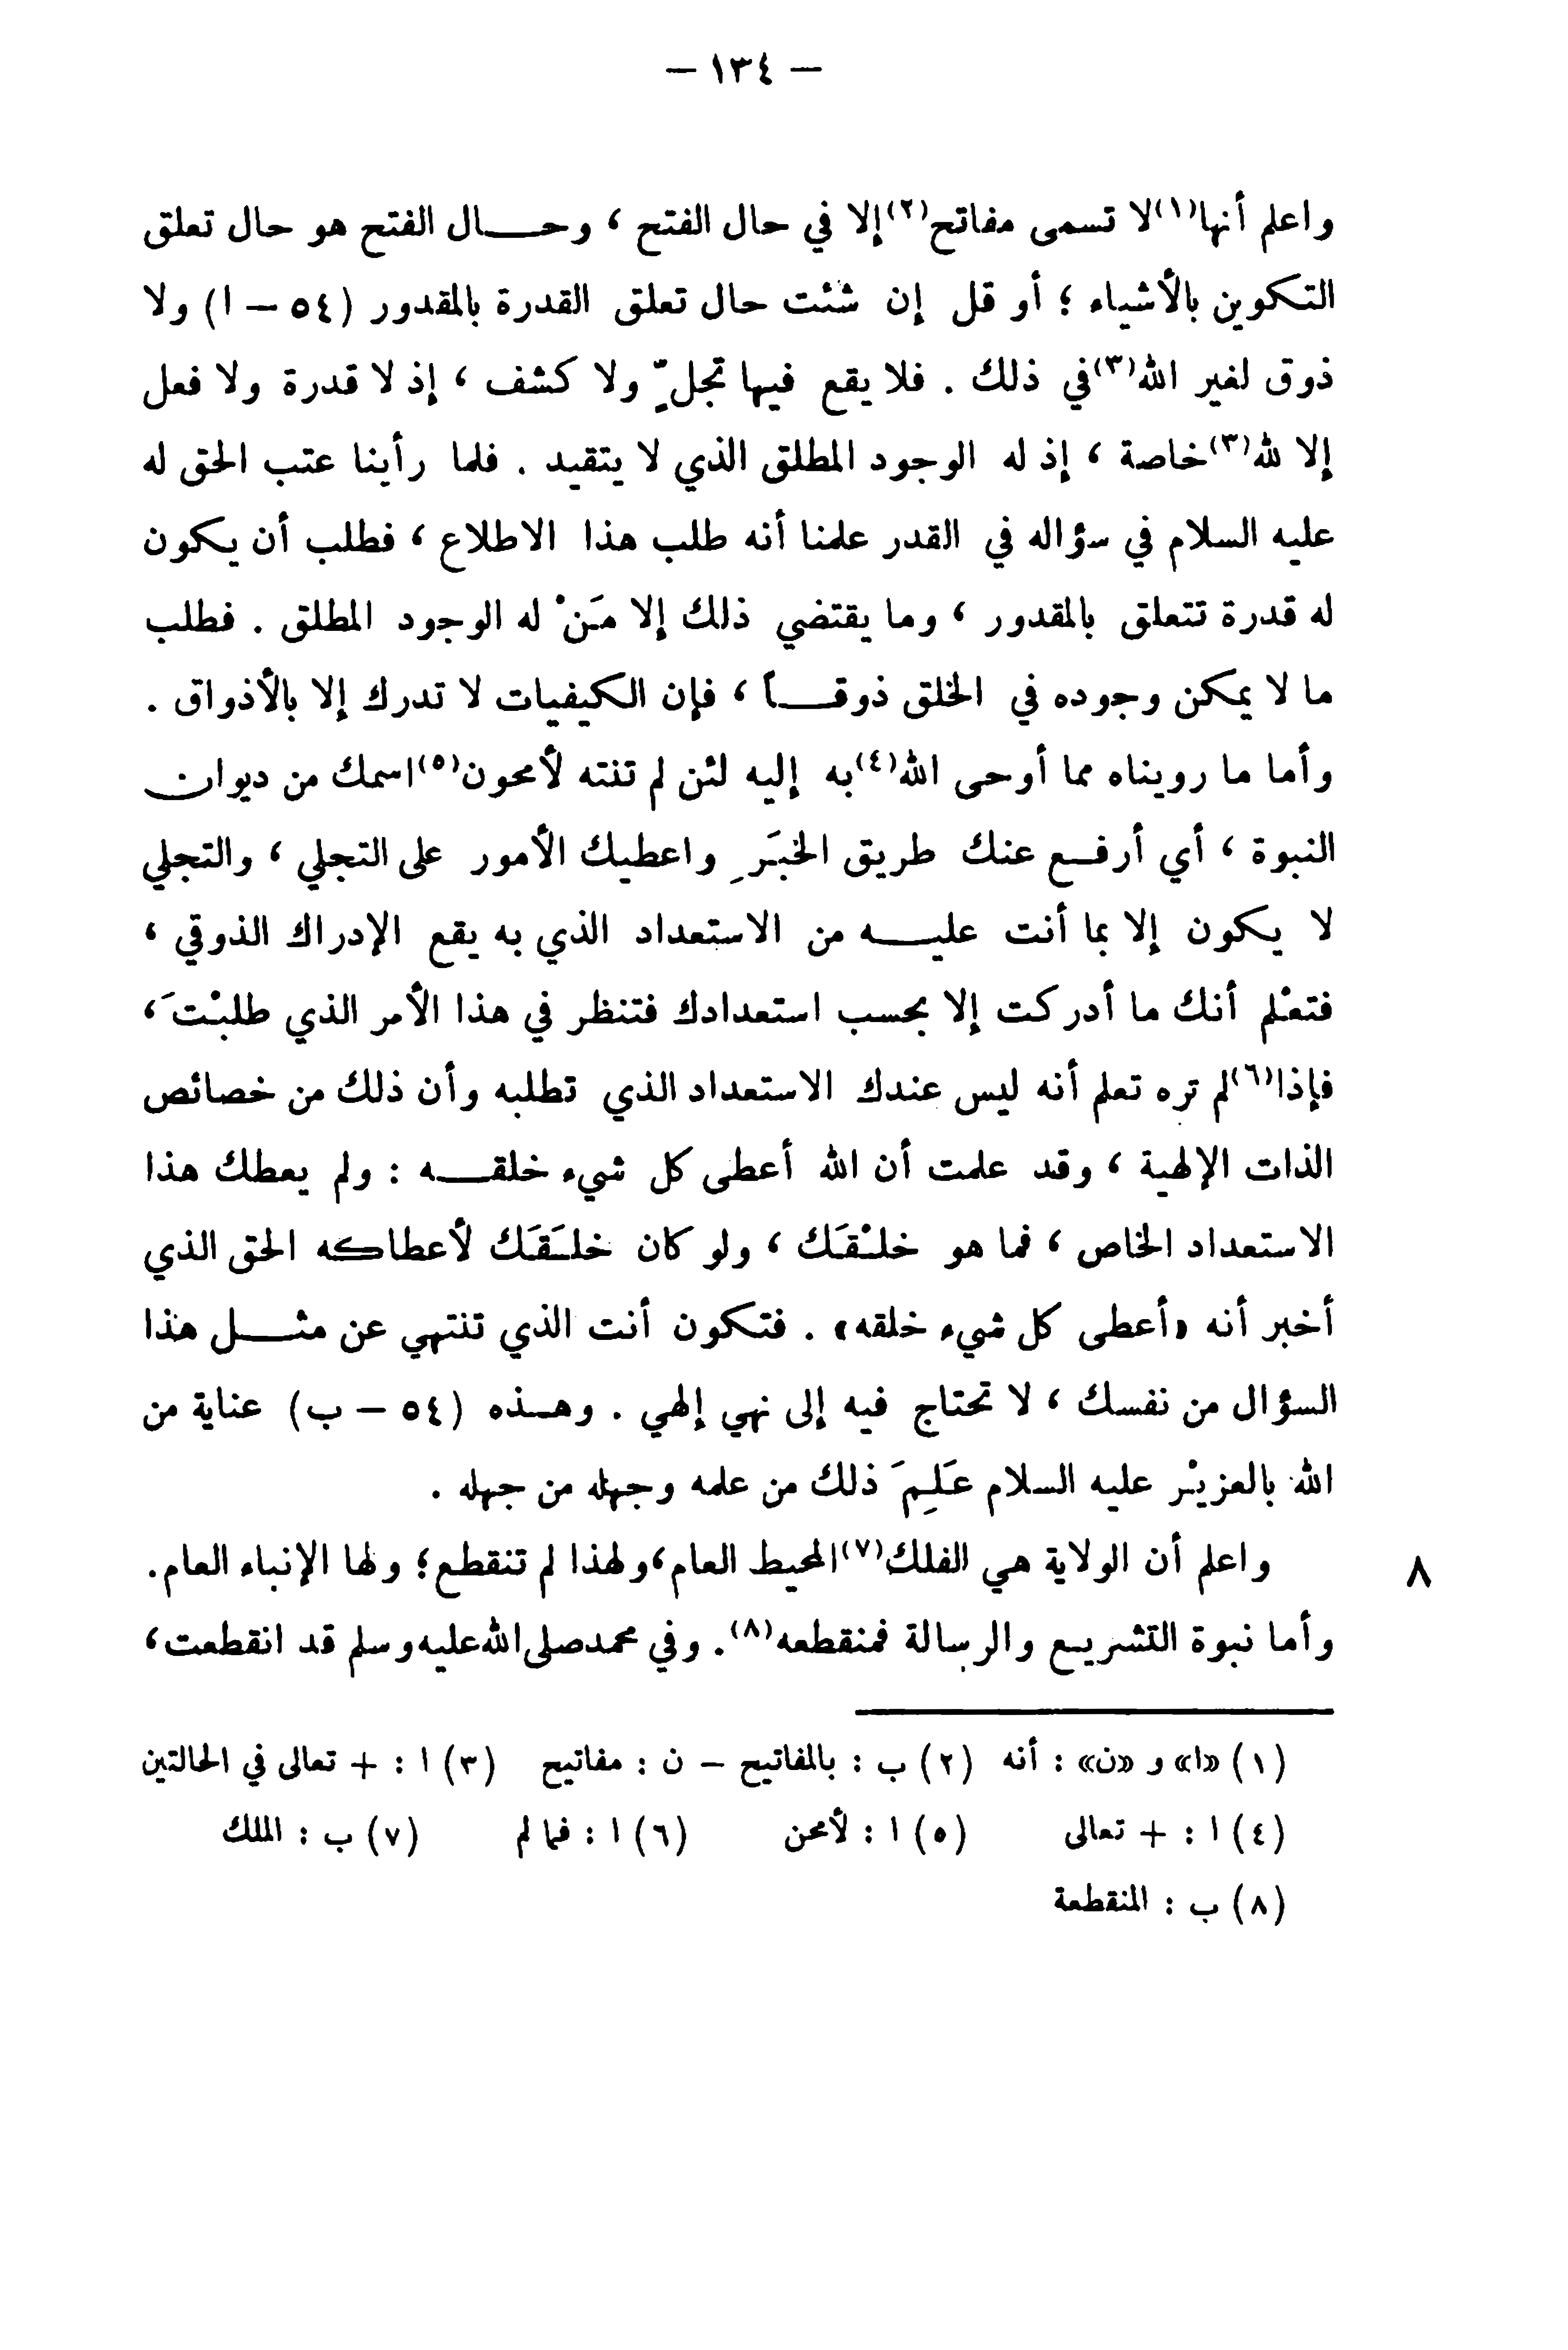 – ١٣٤ –
واعلم أنها(١) لا تسمى مفاتح(٢) إلا في حال الفتح ، وحال الفتح هو حال تعلق
التكوين بالأشياء ؛ أو قل إن شئت حال تعلق القدرة بالمقدور (٥٤ – ا) ولا
ذوق لغير الله(٣) في ذلك . فلا يقع فيها تجلٍّ ولا كشف ، إذ لا قدرة ولا فعل
إلا لله(٣) خاصة ، إذ له الوجود المطلق الذي لا يتقيد . فلما رأينا عتب الحق له
عليه السلام في سؤاله في القدر علمنا أنه طلب هذا الاطلاع ، فطلب أن يكون
له قدرة تتعلق بالمقدور ، وما يقتضي ذلك إلا مَنْ له الوجود المطلق . فطلب
ما لا يمكن وجوده في الخلق ذوقاً ، فإن الكيفيات لا تدرك إلا بالأذواق .
وأما ما رويناه مما أوحى الله(٤) به إليه لئن لم تنته لأمحون(٥) اسمك من ديوان
النبوة ، أي أرفع عنك طريق الخبَرِ واعطيك الأمور على التجلي ، والتجلي
لا يكون إلا بما أنت عليه من الاستعداد الذي به يقع الإدراك الذوقي ،
فتعْلم أنك ما أدركت إلا بحسب استعدادك فتنظر في هذا الأمر الذي طلبْتَ ،
فإذا(٦) لم تره تعلم أنه ليس عندك الاستعداد الذي تطلبه وأن ذلك من خصائص
الذات الإلهية ، وقد علمت أن الله أعطى كل شيء خلقه : ولم يعطك هذا
الاستعداد الخاص ، فما هو خلْقَك ، ولو كان خلَقَك لأعطاكه الحق الذي
أخبر أنه «أعطى كل شيء خلقه» . فتكون أنت الذي تنتهي عن مثل هذا
السؤال من نفسك ، لا تحتاج فيه إلى نهي إلهي . وهذه (٥٤ – ب) عناية من
الله بالعزيْر عليه السلام عَلِمَ ذلك من علمه وجهله من جهله .
٨ واعلم أن الولاية هي الفلك(٧) المحيط العام، ولهذا لم تنقطع؛ ولها الإنباء العام.
وأما نبوة التشريع والرسالة فمنقطعه(٨). وفي محمد صلى الله عليه وسلم قد انقطعت،
(١) «ا» و «ن» : أنه (٢) ب : بالمفاتيح – ن : مفاتيح (٣) ا : + تعالى في الحالتين
(٤) ا : + تعالى (٥) ا : لأمحن (٦) ا : فما لم (٧) ب : الملك
(٨) ب : المنقطعة